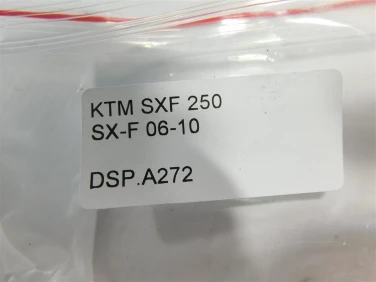 KTM SXF 250
SX-F 06-10
DSP.A272